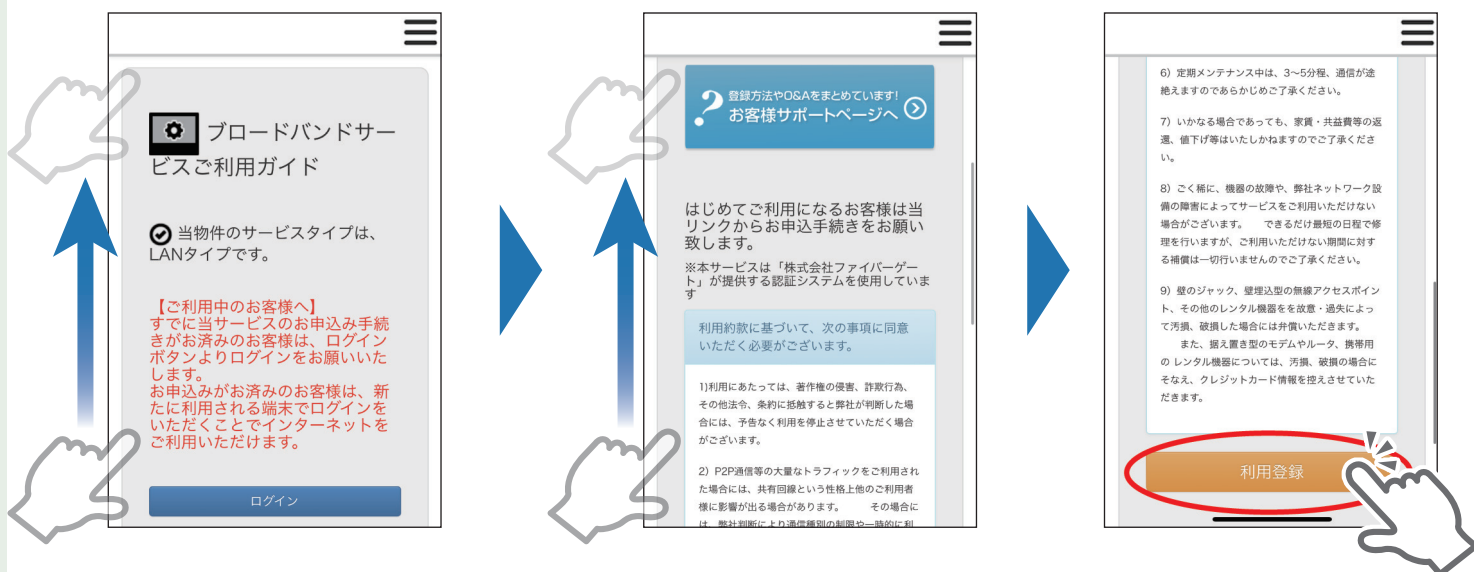 ブロードバンドサー
ビスご利用ガイド
当物件のサービスタイプは、
LANタイプです。
【ご利用中のお客様へ】
すでに当サービスのお申込み手続
きがお済みのお客様は、ログイン
ボタンよりログインをお願いいた
します。
お申込みがお済みのお客様は、新
たに利用される端末でログインを
いただくことでインターネットを
ご利用いただけます。
ログイン
?
登録方法やQ&Aをまとめています!
お客様サポートページへ
はじめてご利用になるお客様は当
リンクからお申込手続きをお願い
致します。
※本サービスは「株式会社ファイバーゲー
ト」が提供する認証システムを使用していま
す
利用約款に基づいて、次の事項に同意
いただく必要がございます。
1)利用にあたっては、著作権の侵害、詐欺行為、
その他法令、条約に抵触すると弊社が判断した場
合には、予告なく利用を停止させていただく場合
がございます。
2）P2P通信等の大量なトラフィックをご利用され
た場合には、共有回線という性格上他のご利用者
様に影響が出る場合があります。　　その場合に
は、弊社判断により通信種別の制限や一時的に利
6）定期メンテナンス中は、3〜5分程、通信が途
絶えますのであらかじめご了承ください。
7）いかなる場合であっても、家賃・共益費等の返
還、値下げ等はいたしかねますのでご了承くださ
い。
8）ごく稀に、機器の故障や、弊社ネットワーク設
備の障害によってサービスをご利用いただけない
場合がございます。　　できるだけ最短の日程で修
理を行いますが、ご利用いただけない期間に対す
る補償は一切行いませんのでご了承ください。
9）壁のジャック、壁埋込型の無線アクセスポイン
ト、その他のレンタル機器をを故意・過失によっ
て汚損、破損した場合には弁償いただきます。
　　また、据え置き型のモデムやルータ、携帯用
の レンタル機器については、汚損、破損の場合に
そなえ、クレジットカード情報を控えさせていた
だきます。
利用登録